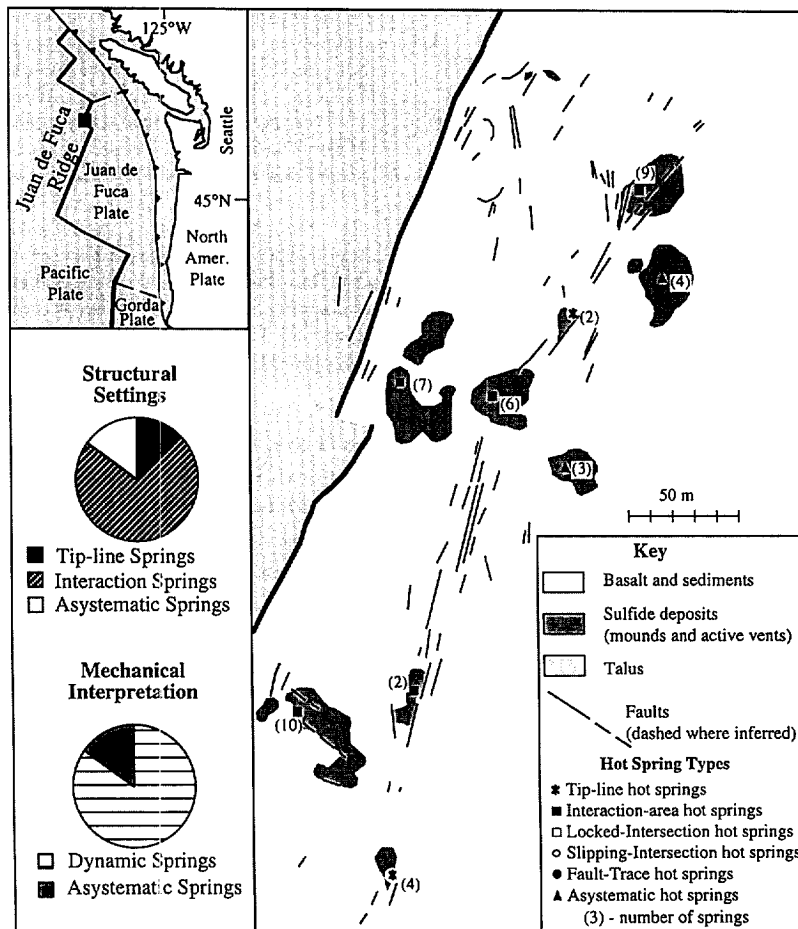 125°W
Juan de Fuca
Ridge
Juan de
Fuca
Plate
Seattle
45°N
North
Amer.
Plate
Pacific
Plate
Gorda
Plate
Structural
Settings
Tip-line Springs
Interaction Springs
Asystematic Springs
Mechanical
Interpretation
Dynamic Springs
Asystematic Springs
(9)
(4)
(2)
(7)
(6)
(3)
(2)
(10)
(4)
50 m
Key
Basalt and sediments
Sulfide deposits
(mounds and active vents)
Talus
Faults
(dashed where inferred)
Hot Spring Types
Tip-line hot springs
Interaction-area hot springs
Locked-Intersection hot springs
Slipping-Intersection hot springs
Fault-Trace hot springs
Asystematic hot springs
(3) - number of springs